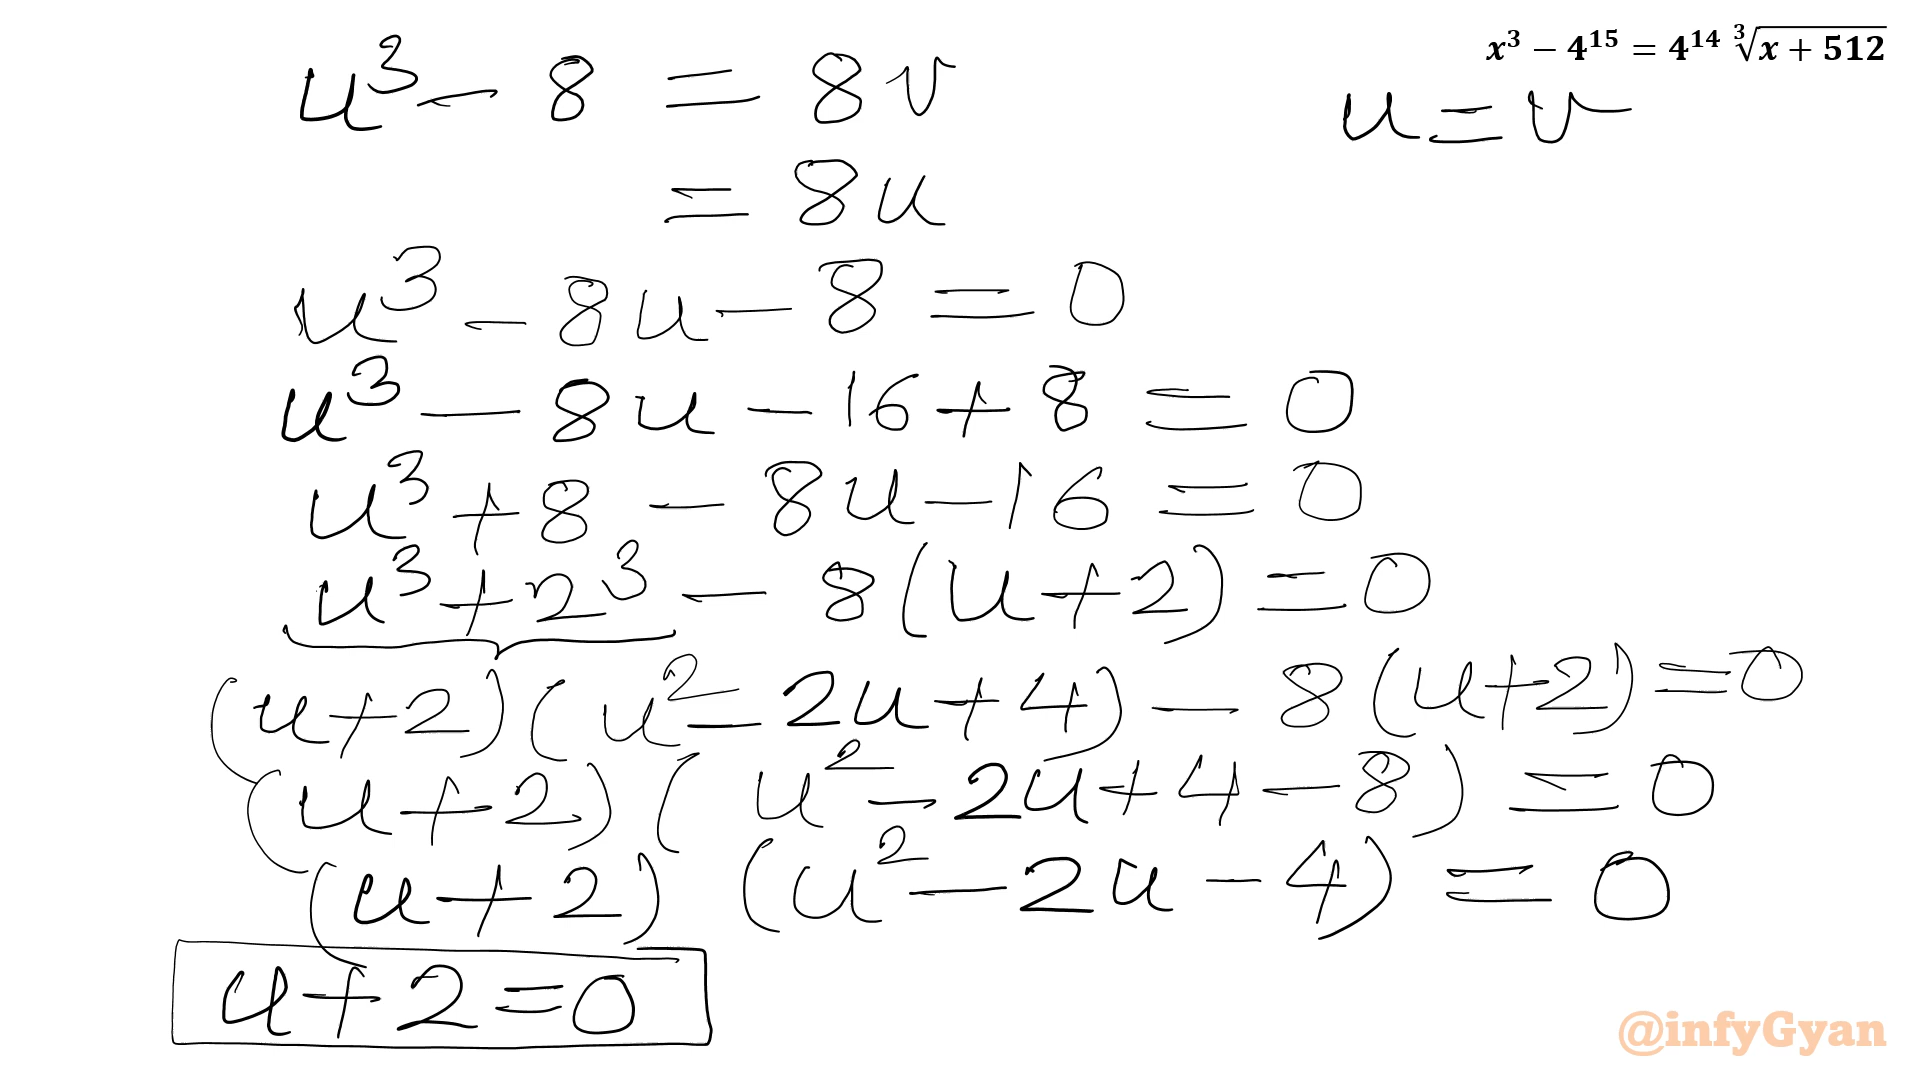 x³ − 4¹⁵ = 4¹⁴ ∛(x + 512)
u³ − 8 = 8v
u = v
= 8u
u³ − 8u − 8 = 0
u³ − 8u − 16 + 8 = 0
u³ + 8 − 8u − 16 = 0
u³ + 2³ − 8(u + 2) = 0
(u + 2)(u² − 2u + 4) − 8(u + 2) = 0
(u + 2)(u² − 2u + 4 − 8) = 0
(u + 2)(u² − 2u − 4) = 0
u + 2 = 0
@infyGyan